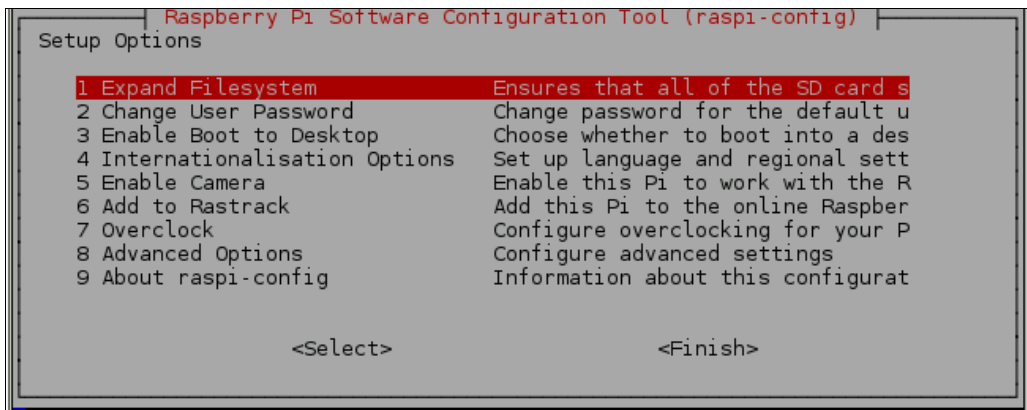 Raspberry Pi Software Configuration Tool (raspi-config)
Setup Options
1 Expand Filesystem Ensures that all of the SD card s
2 Change User Password Change password for the default u
3 Enable Boot to Desktop Choose whether to boot into a des
4 Internationalisation Options Set up language and regional sett
5 Enable Camera Enable this Pi to work with the R
6 Add to Rastrack Add this Pi to the online Raspber
7 Overclock Configure overclocking for your P
8 Advanced Options Configure advanced settings
9 About raspi-config Information about this configurat
<Select> <Finish>